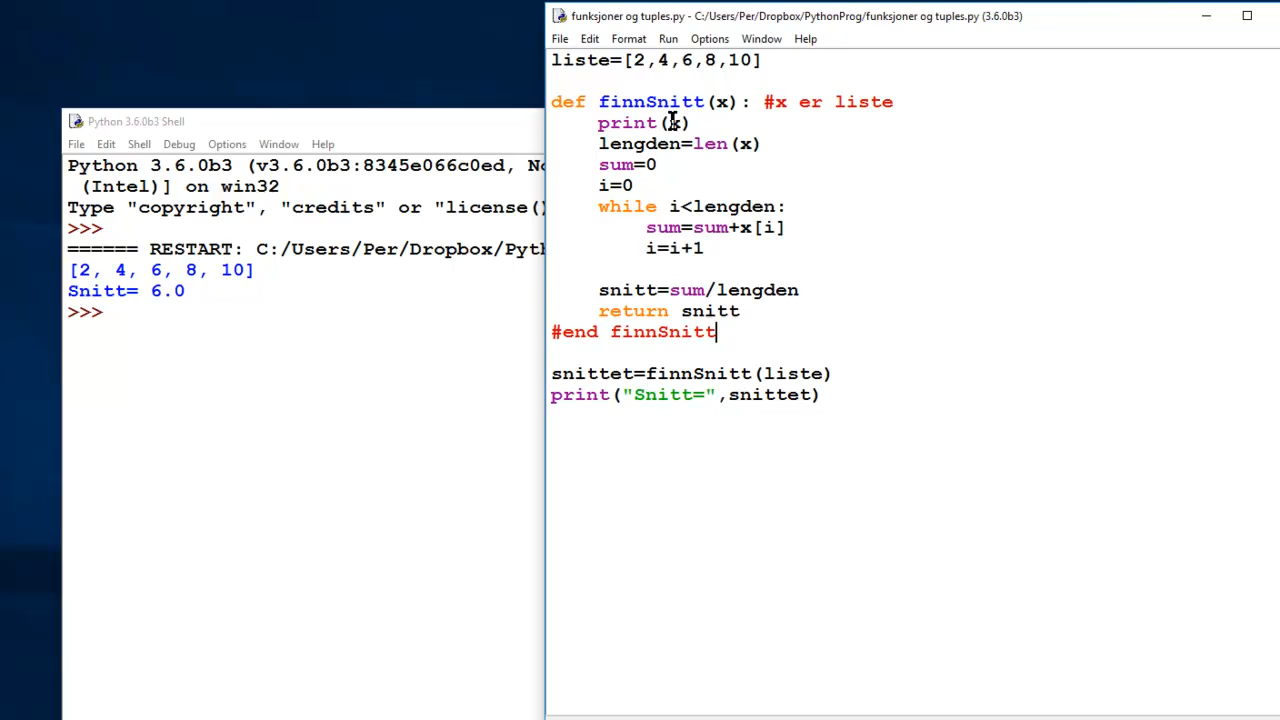 Python 3.6.0b3 Shell
File Edit Shell Debug Options Window Help
Python 3.6.0b3 (v3.6.0b3:8345e066c0ed, No
(Intel)] on win32
Type "copyright", "credits" or "license()
>>>
====== RESTART: C:/Users/Per/Dropbox/Pyth
[2, 4, 6, 8, 10]
Snitt= 6.0
>>>
funksjoner og tuples.py - C:/Users/Per/Dropbox/PythonProg/funksjoner og tuples.py (3.6.0b3)
File Edit Format Run Options Window Help
liste=[2,4,6,8,10]
def finnSnitt(x): #x er liste
print(x)
lengden=len(x)
sum=0
i=0
while i<lengden:
sum=sum+x[i]
i=i+1
snitt=sum/lengden
return snitt
#end finnSnitt
snittet=finnSnitt(liste)
print("Snitt=",snittet)